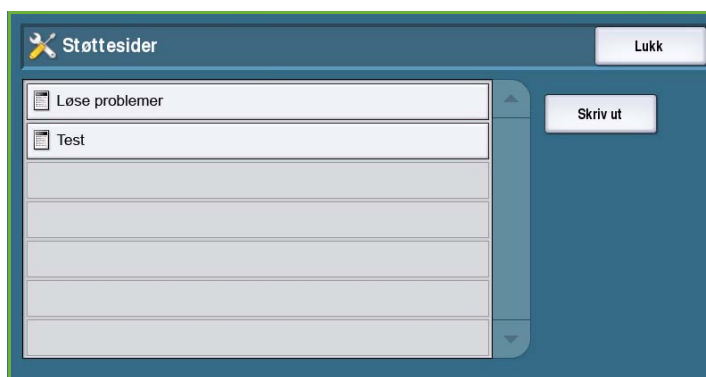 Støttesider
Lukk
Løse problemer
Skriv ut
Test